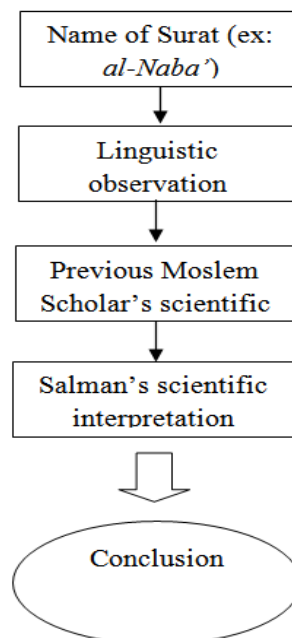 Name of Surat (ex:
al-Naba’)
Linguistic
observation
Previous Moslem
Scholar’s scientific
Salman’s scientific
interpretation
Conclusion